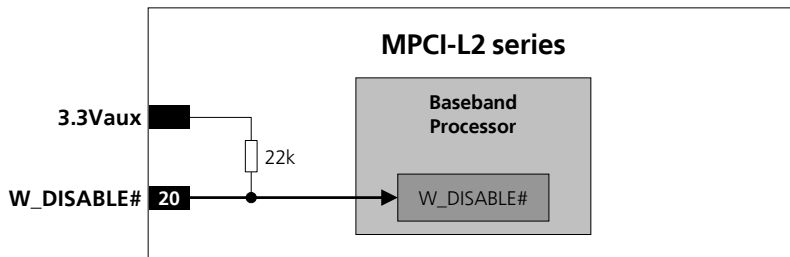 MPCI-L2 series
Baseband
Processor
3.3Vaux
22k
W_DISABLE# 20
W_DISABLE#